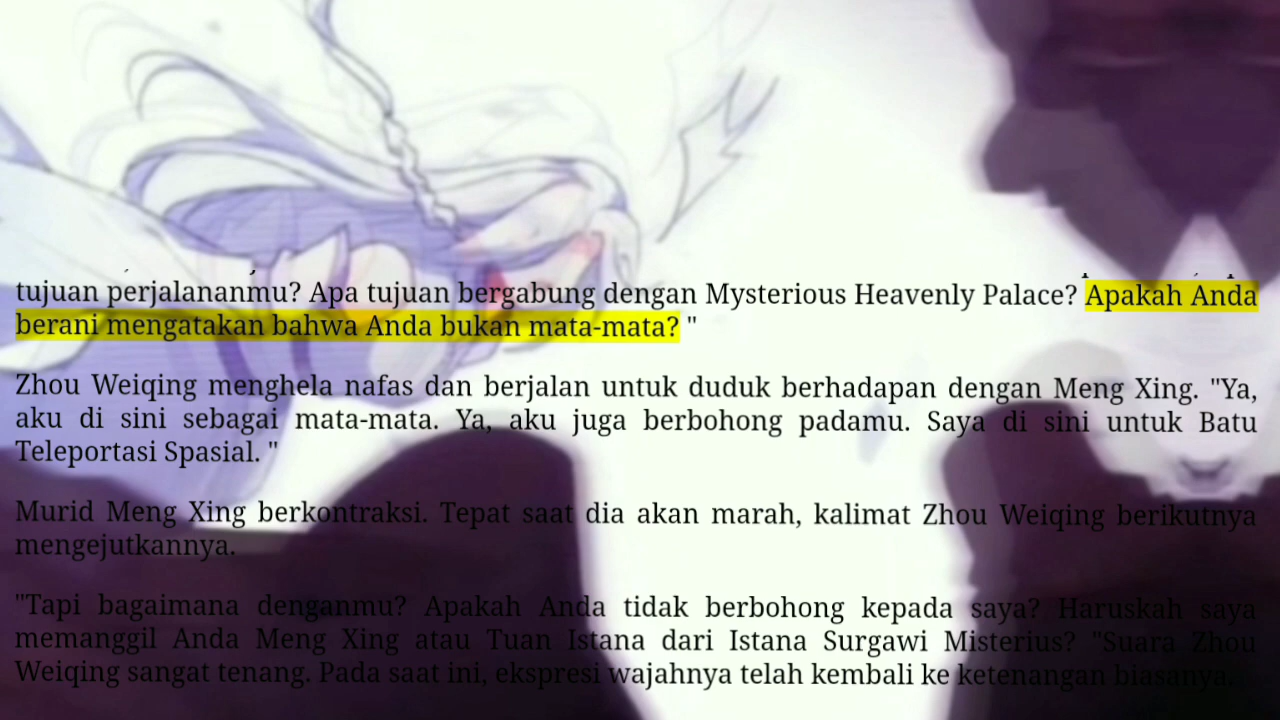 tujuan perjalananmu? Apa tujuan bergabung dengan Mysterious Heavenly Palace? Apakah Anda
berani mengatakan bahwa Anda bukan mata-mata? "
Zhou Weiqing menghela nafas dan berjalan untuk duduk berhadapan dengan Meng Xing. "Ya,
aku di sini sebagai mata-mata. Ya, aku juga berbohong padamu. Saya di sini untuk Batu
Teleportasi Spasial. "
Murid Meng Xing berkontraksi. Tepat saat dia akan marah, kalimat Zhou Weiqing berikutnya
mengejutkannya.
"Tapi bagaimana denganmu? Apakah Anda tidak berbohong kepada saya? Haruskah saya
memanggil Anda Meng Xing atau Tuan Istana dari Istana Surgawi Misterius? "Suara Zhou
Weiqing sangat tenang. Pada saat ini, ekspresi wajahnya telah kembali ke ketenangan biasanya.